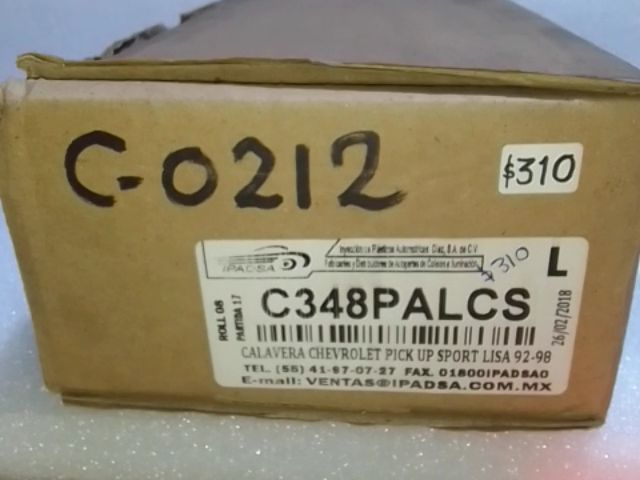 C-0212
$310
IPADSA
Inyección de Plásticos Automotrices Díaz, S.A. de C.V.
Fabricantes y Distribuidores de Autopartes de Colisión e Iluminación
$310
L
C348PALCS
ROLL 08
PARTIDA 17
26/02/2018
CALAVERA CHEVROLET PICK UP SPORT LISA 92-98
TEL. (55) 41-67-07-27 FAX. 01800IPADSA0
E-mail: VENTAS@IPADSA.COM.MX